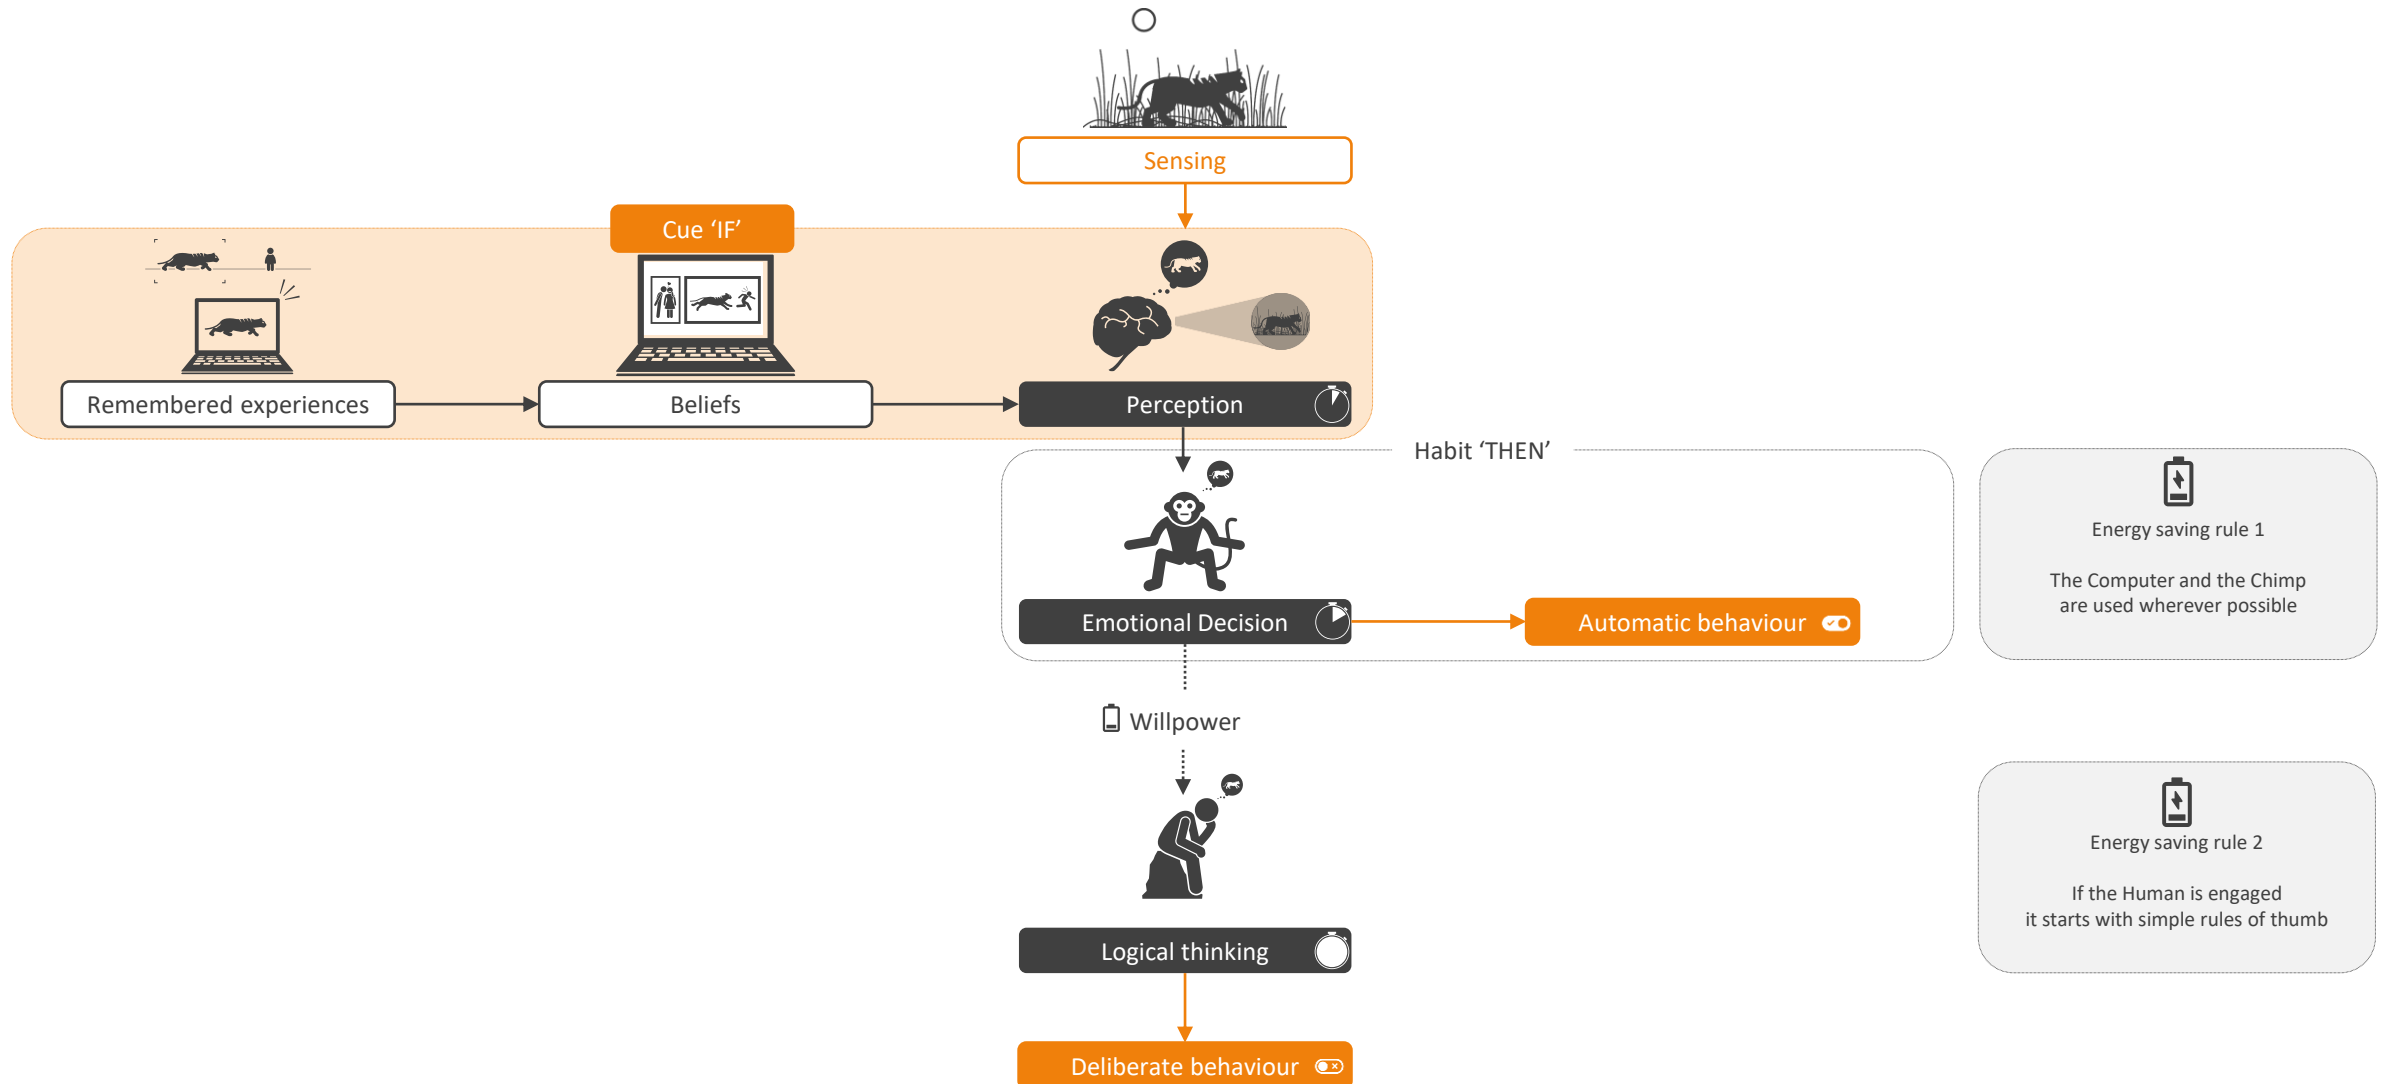 Sensing
Cue ‘IF’
Remembered experiences
Beliefs
Perception
Habit ‘THEN’
Emotional Decision
Automatic behaviour
Energy saving rule 1
The Computer and the Chimp
are used wherever possible
Willpower
Energy saving rule 2
If the Human is engaged
it starts with simple rules of thumb
Logical thinking
Deliberate behaviour